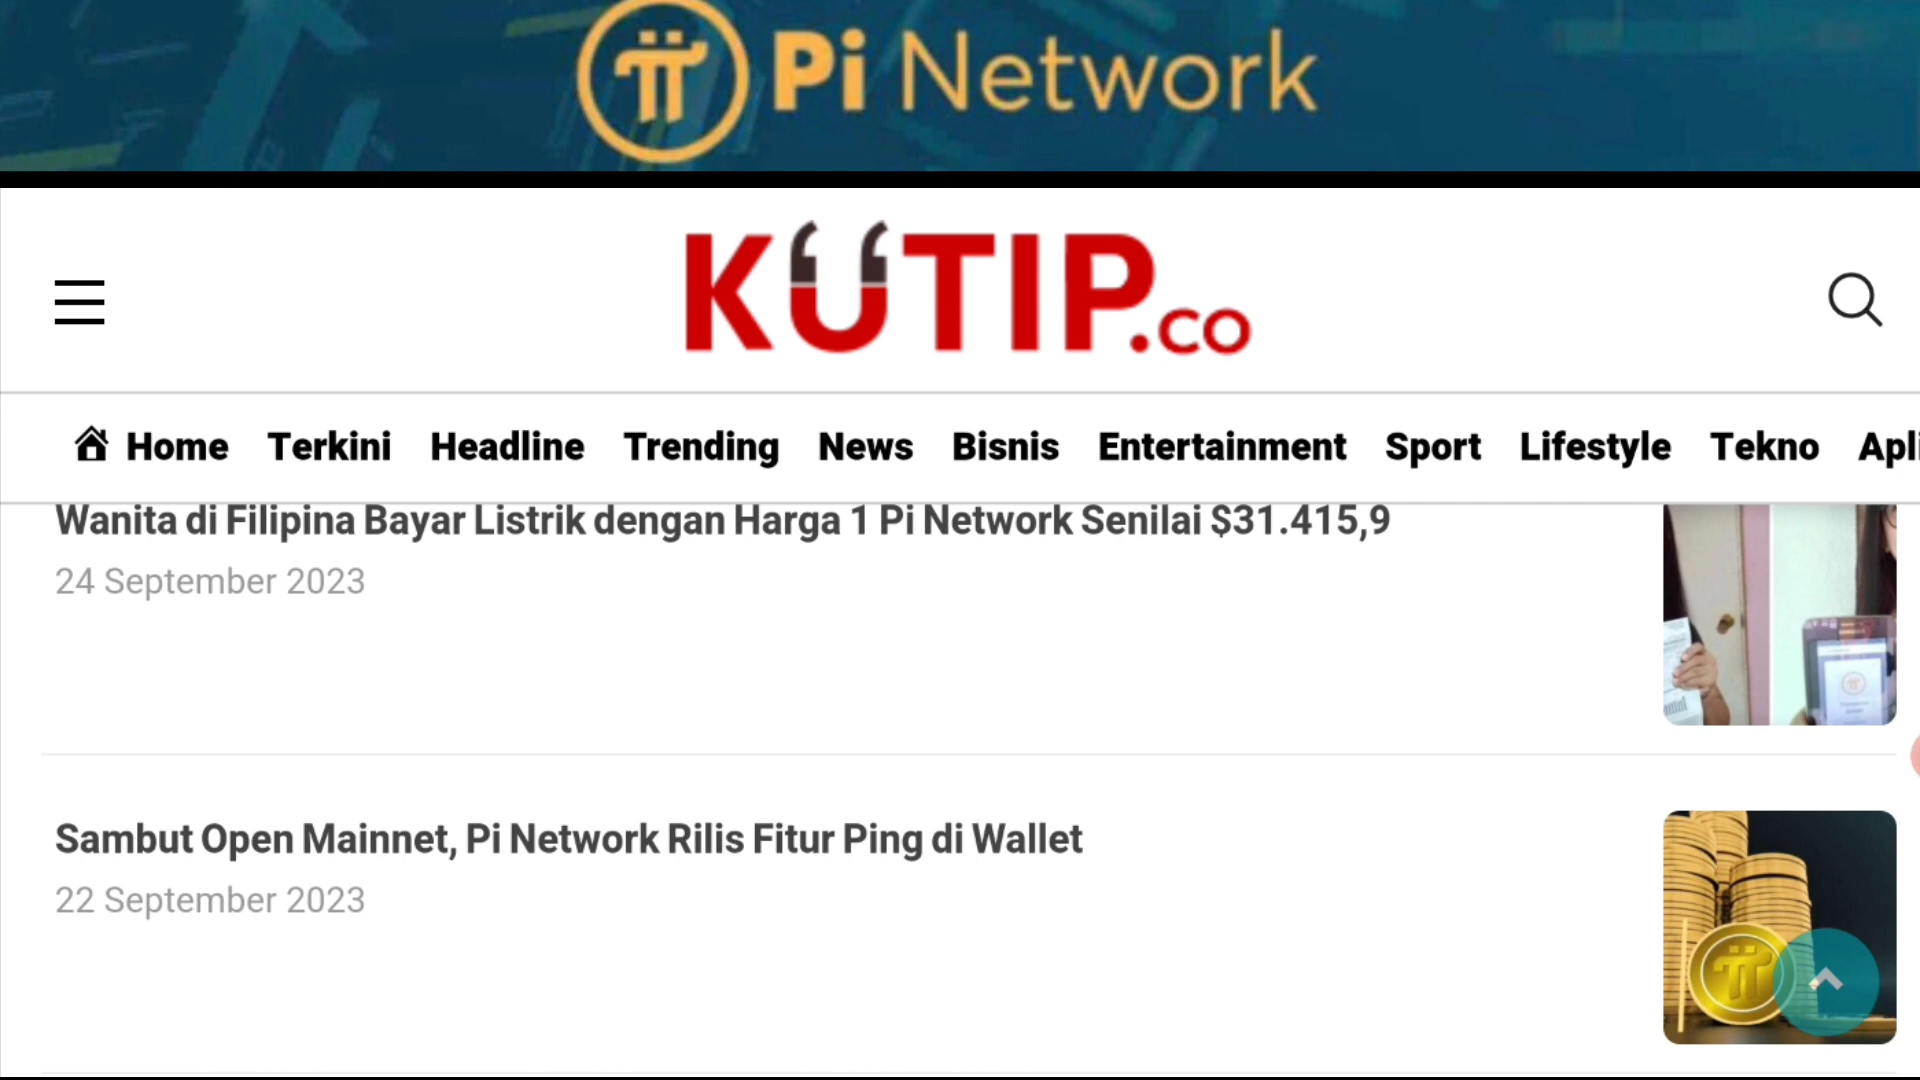 Pi Network
KUTIP.co
Home Terkini Headline Trending News Bisnis Entertainment Sport Lifestyle Tekno Apli
Wanita di Filipina Bayar Listrik dengan Harga 1 Pi Network Senilai $31.415,9
24 September 2023
Sambut Open Mainnet, Pi Network Rilis Fitur Ping di Wallet
22 September 2023